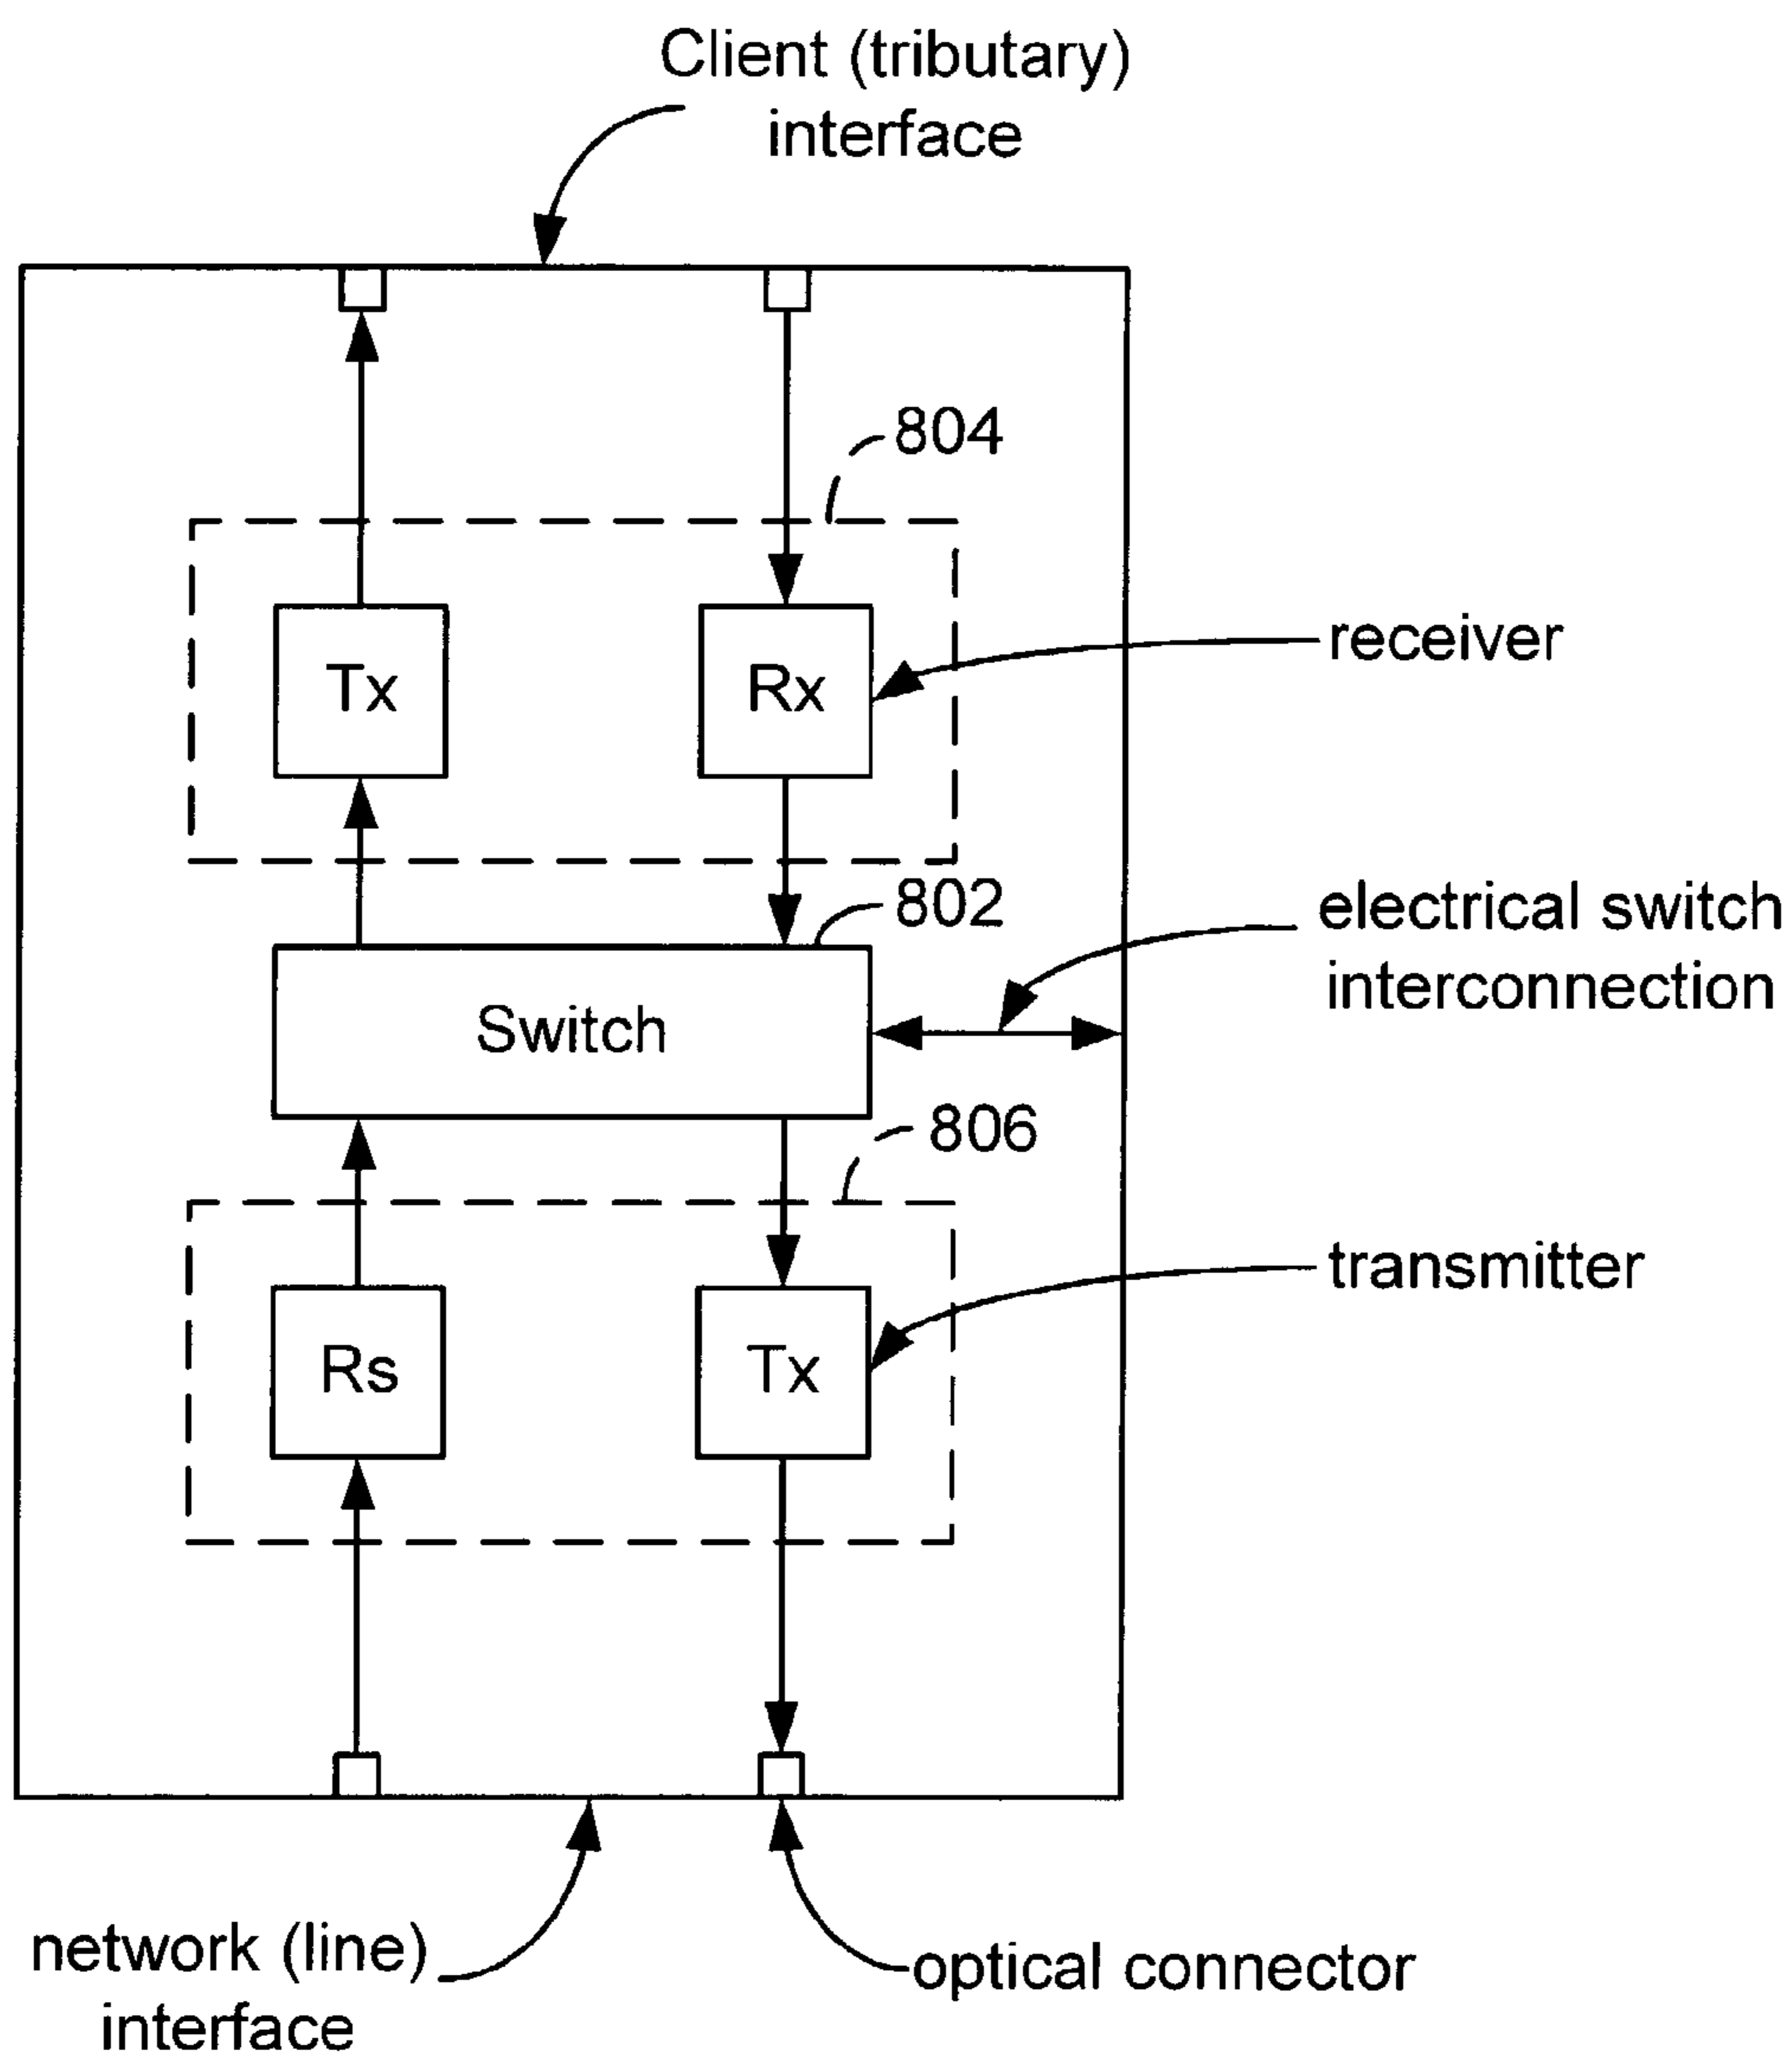 Client (tributary)
interface
804
Tx
Rx
receiver
802
electrical switch
interconnection
Switch
806
transmitter
Rs
Tx
network (line)
interface
optical connector